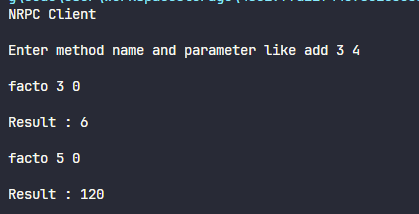 NRPC Client
Enter method name and parameter like add 3 4
facto 3 0
Result : 6
facto 5 0
Result : 120